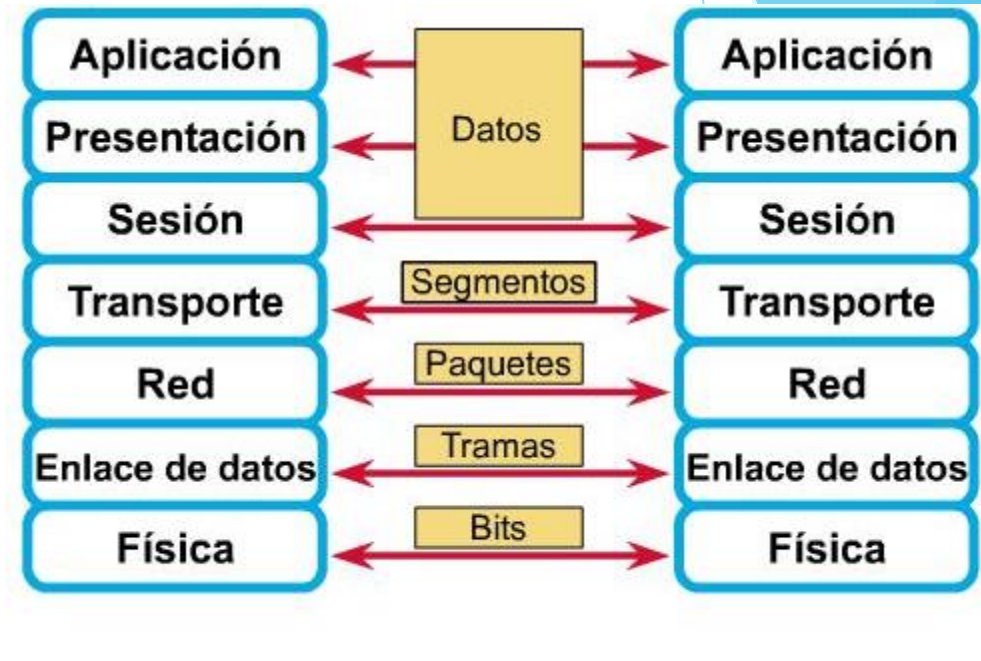 Aplicación
Presentación
Sesión
Transporte
Red
Enlace de datos
Física
Datos
Segmentos
Paquetes
Tramas
Bits
Aplicación
Presentación
Sesión
Transporte
Red
Enlace de datos
Física